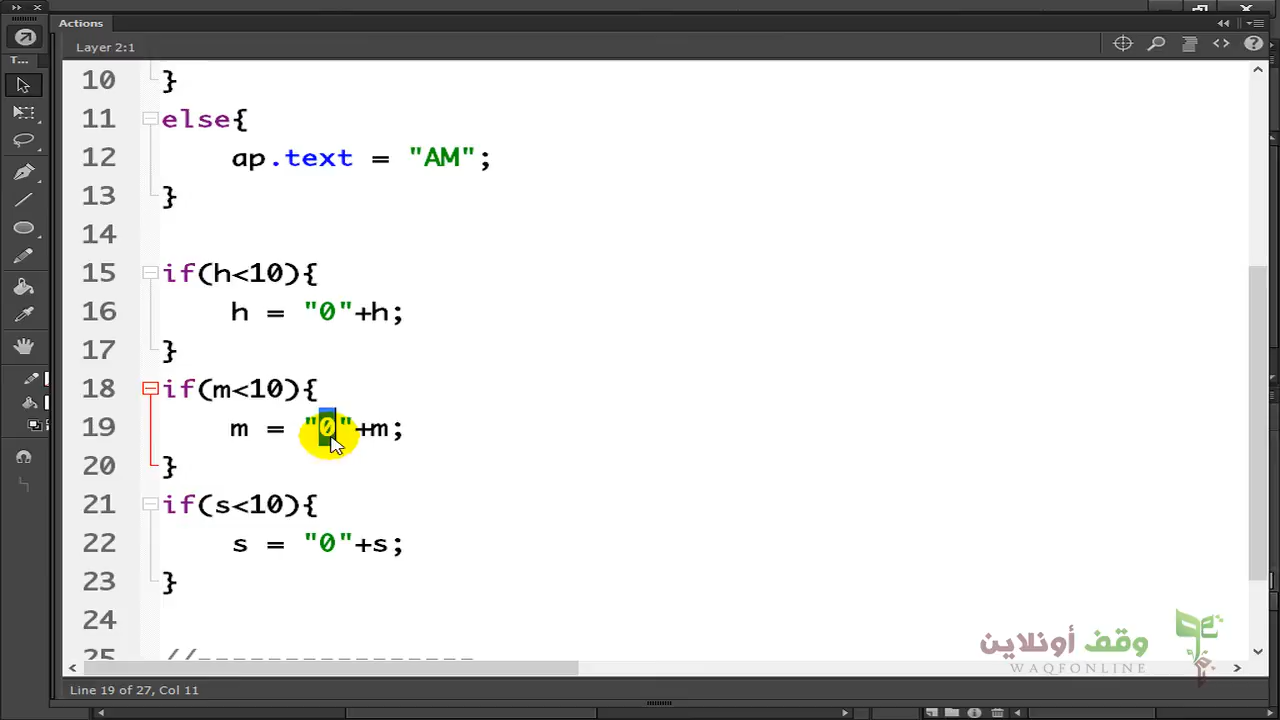 Actions
Layer 2:1
T...
10 }
11 else{
12 ap.text = "AM";
13 }
14
15 if(h<10){
16 h = "0"+h;
17 }
18 if(m<10){
19 m = "0"+m;
20 }
21 if(s<10){
22 s = "0"+s;
23 }
24
25 //----------------
وقف أونلاين
WAQFONLINE
Line 19 of 27, Col 11